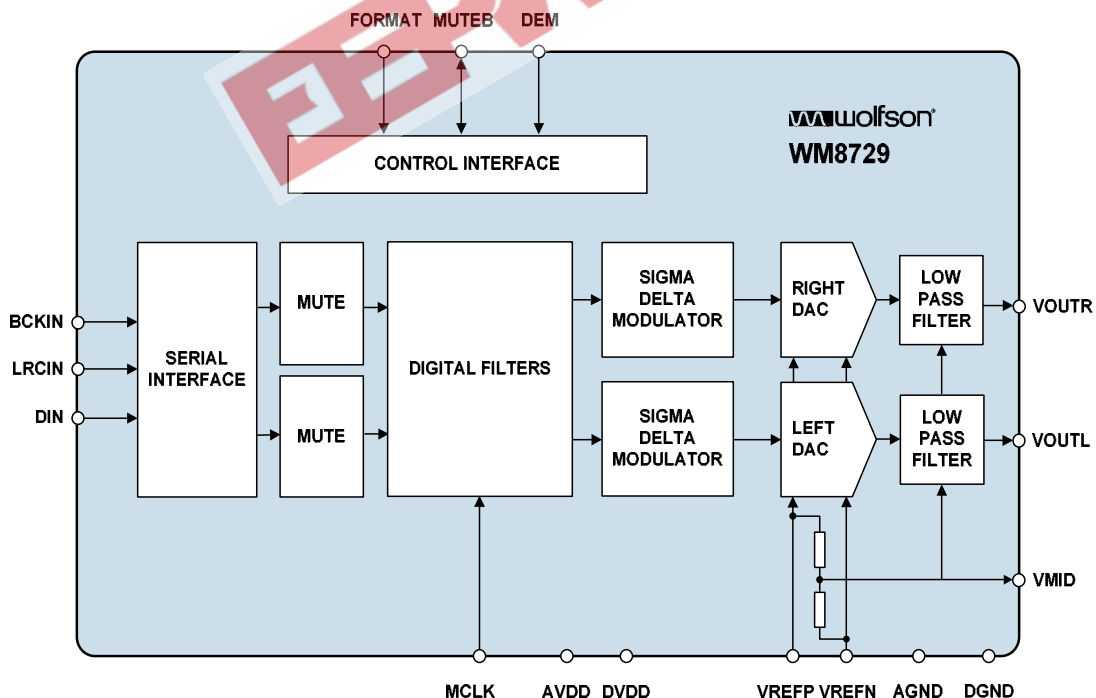 FORMAT MUTEB DEM
wolfson
WM8729
CONTROL INTERFACE
BCKIN
LRCIN
DIN
SERIAL
INTERFACE
MUTE
MUTE
DIGITAL FILTERS
SIGMA
DELTA
MODULATOR
SIGMA
DELTA
MODULATOR
RIGHT
DAC
LEFT
DAC
LOW
PASS
FILTER
LOW
PASS
FILTER
VOUTR
VOUTL
VMID
MCLK AVDD DVDD VREFP VREFN AGND DGND